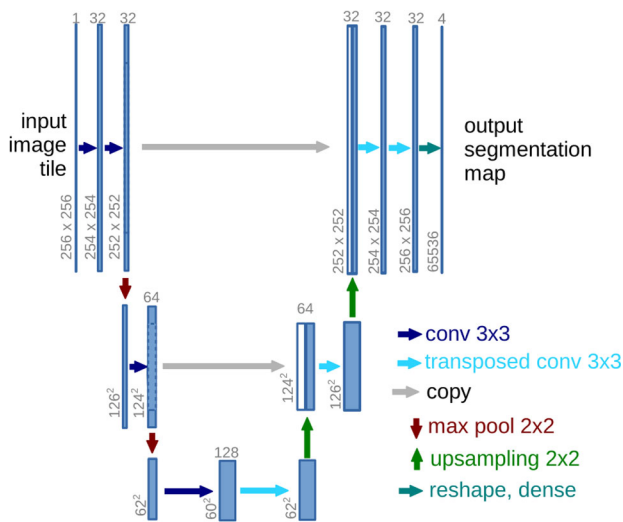 1 32 32
32 32 32 4
input
image
tile
output
segmentation
map
256 x 256
254 x 254
252 x 252
252 x 252
254 x 254
256 x 256
65536
64
64
126²
124²
124²
126²
128
62²
60²
62²
conv 3x3
transposed conv 3x3
copy
max pool 2x2
upsampling 2x2
reshape, dense